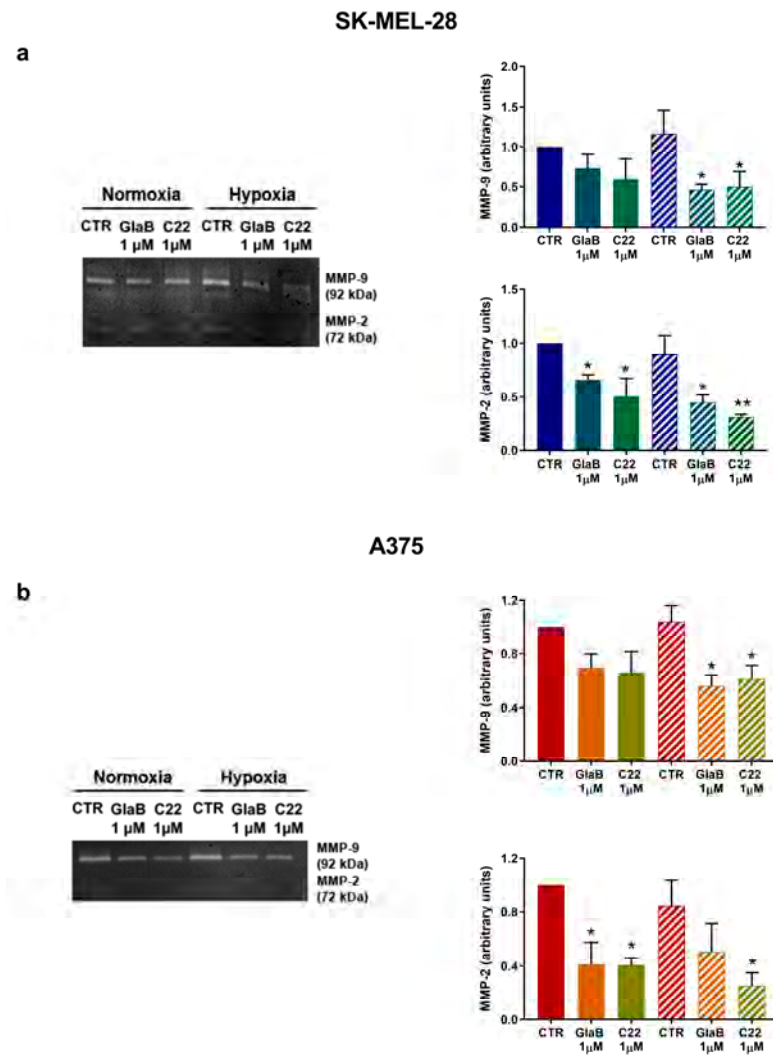 SK-MEL-28
a
Normoxia Hypoxia
CTR GlaB C22 CTR GlaB C22
1 µM 1µM 1 µM 1µM
MMP-9
(92 kDa)
MMP-2
(72 kDa)
MMP-9 (arbitrary units)
2.0
1.5
1.0
0.5
0.0
* *
CTR GlaB C22 CTR GlaB C22
1µM 1µM 1µM 1µM
MMP-2 (arbitrary units)
1.5
1.0
0.5
0.0
* * * **
CTR GlaB C22 CTR GlaB C22
1µM 1µM 1µM 1µM
A375
b
Normoxia Hypoxia
CTR GlaB C22 CTR GlaB C22
1 µM 1µM 1 µM 1µM
MMP-9
(92 kDa)
MMP-2
(72 kDa)
MMP-9 (arbitrary units)
1.2
0.8
0.4
0.0
* *
CTR GlaB C22 CTR GlaB C22
1µM 1µM 1µM 1µM
MMP-2 (arbitrary units)
1.2
0.8
0.4
0.0
* * *
CTR GlaB C22 CTR GlaB C22
1µM 1µM 1µM 1µM